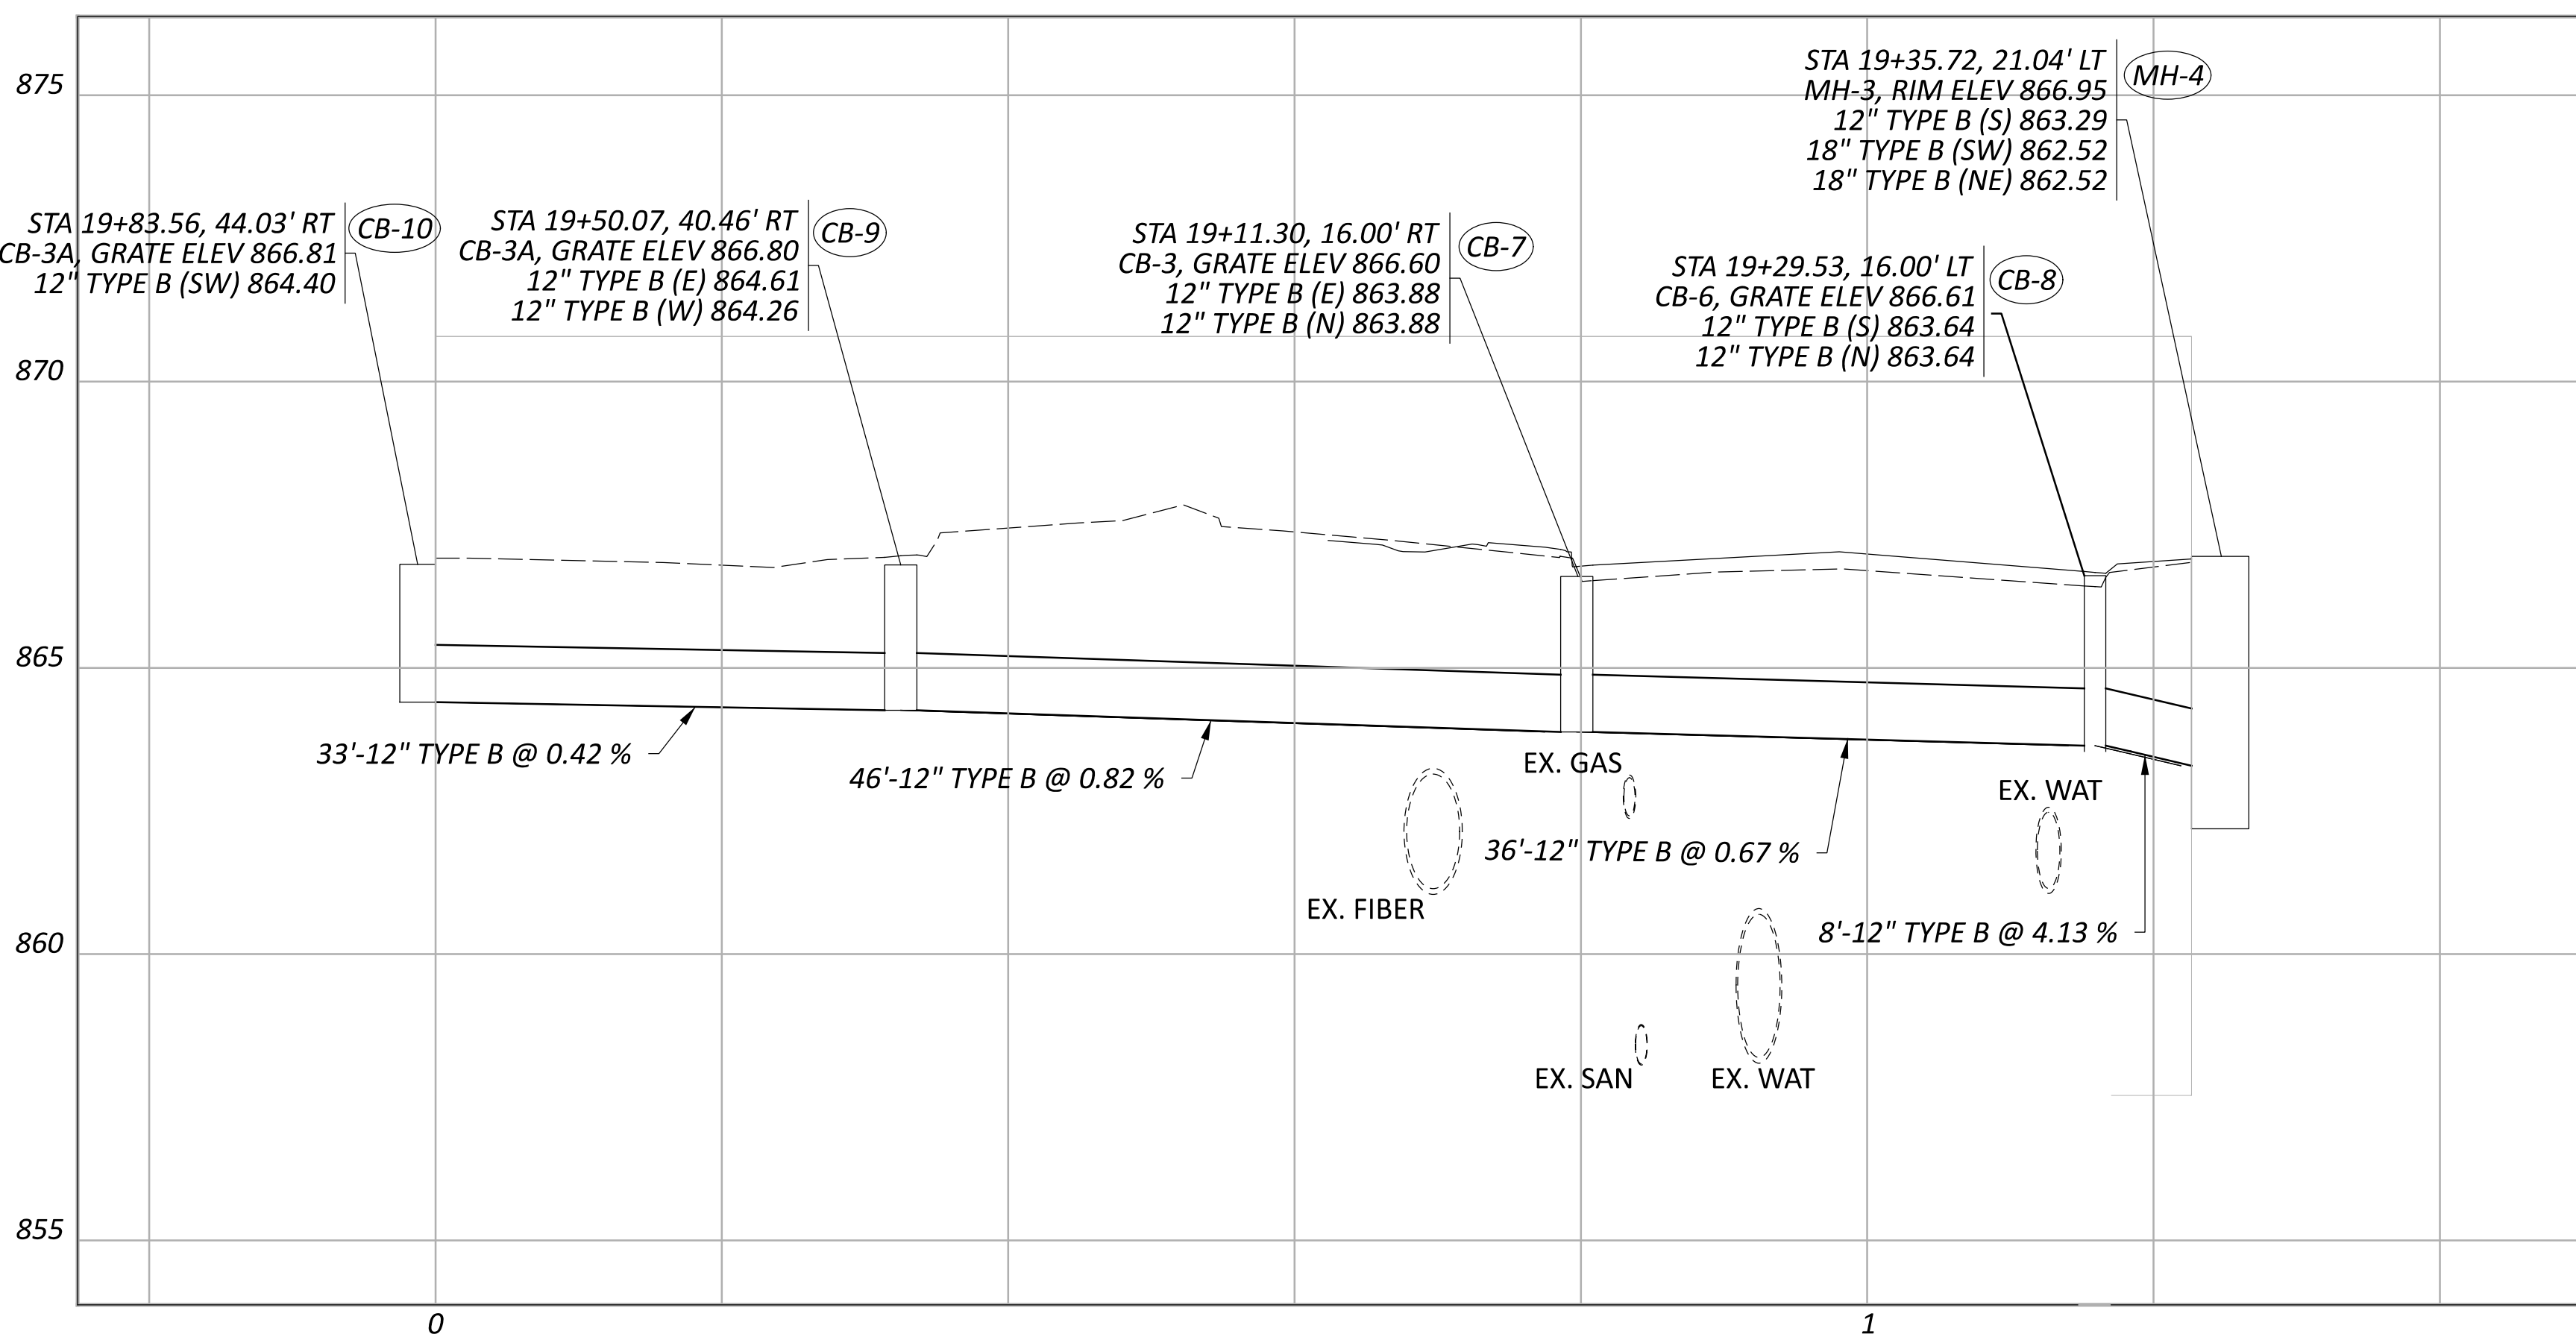 875
870
865
860
855
0
1
STA 19+83.56, 44.03' RT
CB-3A, GRATE ELEV 866.81
12" TYPE B (SW) 864.40
CB-10
STA 19+50.07, 40.46' RT
CB-3A, GRATE ELEV 866.80
12" TYPE B (E) 864.61
12" TYPE B (W) 864.26
CB-9
STA 19+11.30, 16.00' RT
CB-3, GRATE ELEV 866.60
12" TYPE B (E) 863.88
12" TYPE B (N) 863.88
CB-7
STA 19+29.53, 16.00' LT
CB-6, GRATE ELEV 866.61
12" TYPE B (S) 863.64
12" TYPE B (N) 863.64
CB-8
STA 19+35.72, 21.04' LT
MH-3, RIM ELEV 866.95
12" TYPE B (S) 863.29
18" TYPE B (SW) 862.52
18" TYPE B (NE) 862.52
MH-4
33'-12" TYPE B @ 0.42 %
46'-12" TYPE B @ 0.82 %
EX. GAS
36'-12" TYPE B @ 0.67 %
EX. WAT
EX. FIBER
8'-12" TYPE B @ 4.13 %
EX. SAN
EX. WAT